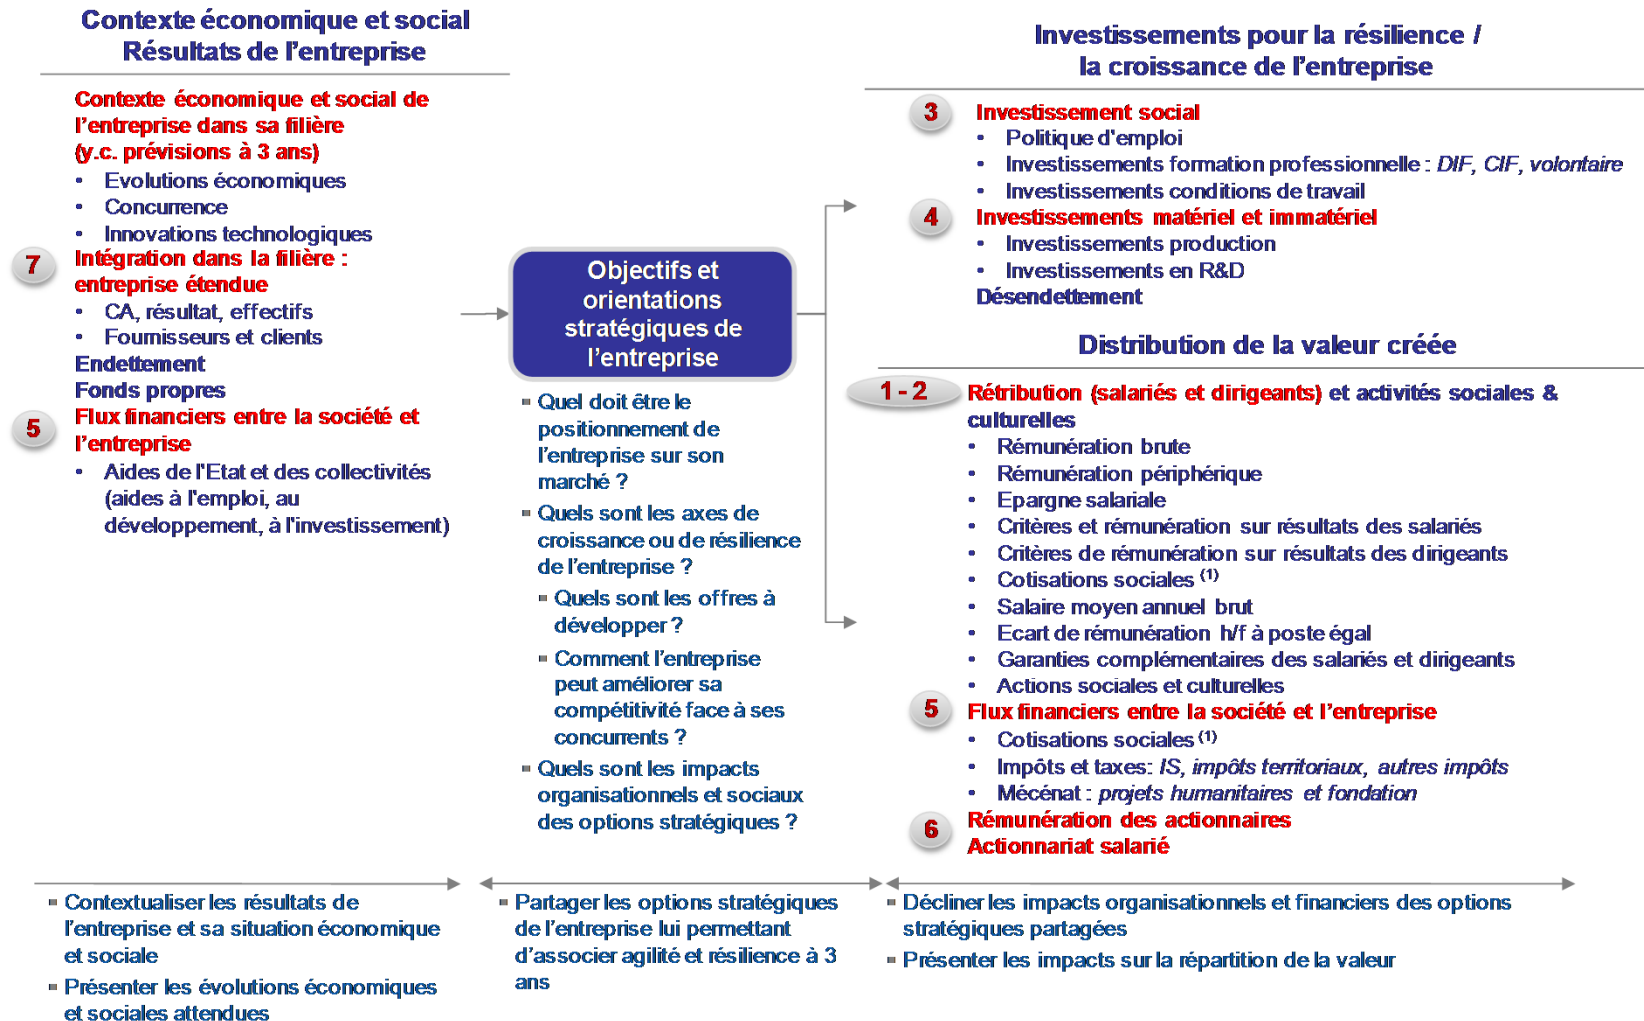 Contexte économique et social
Résultats de l'entreprise
Contexte économique et social de
l'entreprise dans sa filière
(y.c. prévisions à 3 ans)
• Evolutions économiques
• Concurrence
• Innovations technologiques
7
Intégration dans la filière :
entreprise étendue
• CA, résultat, effectifs
• Fournisseurs et clients
Endettement
Fonds propres
5
Flux financiers entre la société et
l'entreprise
• Aides de l'Etat et des collectivités
(aides à l'emploi, au
développement, à l'investissement)
Objectifs et
orientations
stratégiques de
l'entreprise
Quel doit être le
positionnement de
l'entreprise sur son
marché ?
Quels sont les axes de
croissance ou de résilience
de l'entreprise ?
Quels sont les offres à
développer ?
Comment l'entreprise
peut améliorer sa
compétitivité face à ses
concurrents ?
Quels sont les impacts
organisationnels et sociaux
des options stratégiques ?
Investissements pour la résilience /
la croissance de l'entreprise
3
Investissement social
• Politique d'emploi
• Investissements formation professionnelle : DIF, CIF, volontaire
• Investissements conditions de travail
4
Investissements matériel et immatériel
• Investissements production
• Investissements en R&D
Désendettement
Distribution de la valeur créée
1 - 2
Rétribution (salariés et dirigeants) et activités sociales &
culturelles
• Rémunération brute
• Rémunération périphérique
• Epargne salariale
• Critères et rémunération sur résultats des salariés
• Critères de rémunération sur résultats des dirigeants
• Cotisations sociales (1)
• Salaire moyen annuel brut
• Ecart de rémunération h/f à poste égal
• Garanties complémentaires des salariés et dirigeants
• Actions sociales et culturelles
5
Flux financiers entre la société et l'entreprise
• Cotisations sociales (1)
• Impôts et taxes: IS, impôts territoriaux, autres impôts
• Mécénat : projets humanitaires et fondation
6
Rémunération des actionnaires
Actionnariat salarié
Contextualiser les résultats de
l'entreprise et sa situation économique
et sociale
Présenter les évolutions économiques
et sociales attendues
Partager les options stratégiques
de l'entreprise lui permettant
d'associer agilité et résilience à 3
ans
Décliner les impacts organisationnels et financiers des options
stratégiques partagées
Présenter les impacts sur la répartition de la valeur